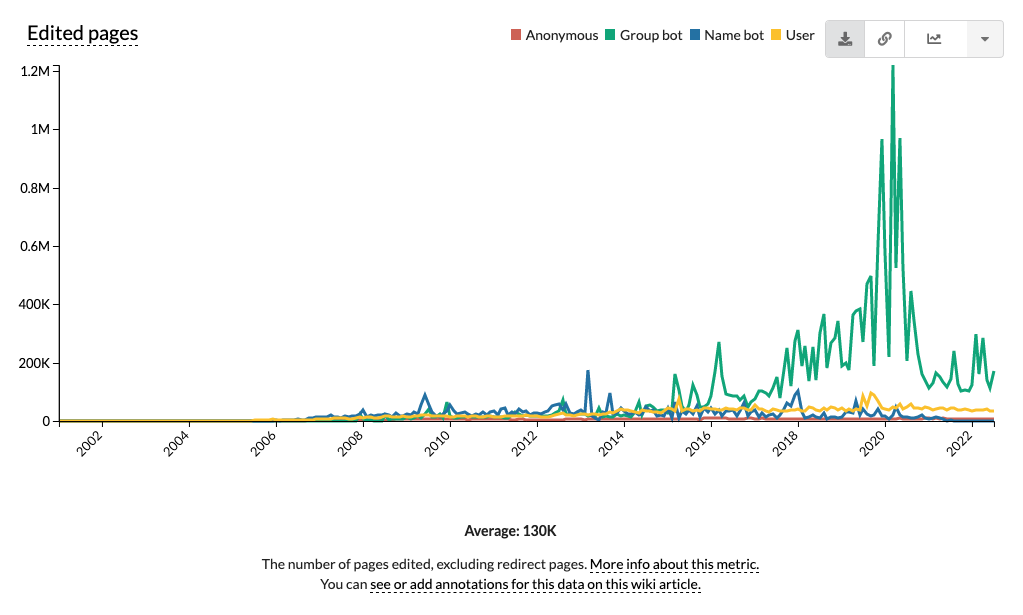 Edited pages
Anonymous Group bot Name bot User
1.2M
1M
0.8M
0.6M
400K
200K
0
2002 2004 2006 2008 2010 2012 2014 2016 2018 2020 2022
Average: 130K
The number of pages edited, excluding redirect pages. More info about this metric.
You can see or add annotations for this data on this wiki article.